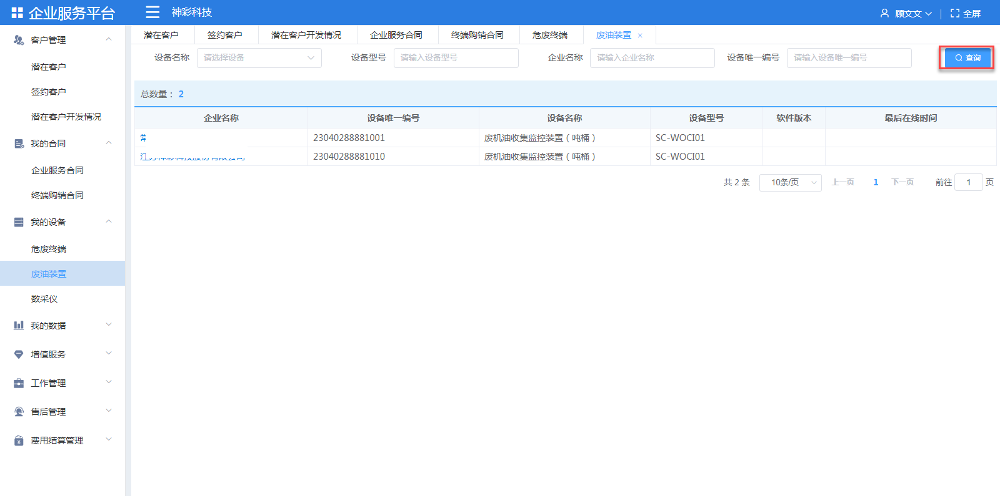 企业服务平台
神彩科技
顾文文
全屏
客户管理
潜在客户
签约客户
潜在客户开发情况
我的合同
企业服务合同
终端购销合同
我的设备
危废终端
废油装置
数采仪
我的数据
增值服务
工作管理
售后管理
费用结算管理
潜在客户 签约客户 潜在客户开发情况 企业服务合同 终端购销合同 危废终端 废油装置 ×
设备名称 请选择设备 设备型号 请输入设备型号 企业名称 请输入企业名称 设备唯一编号 请输入设备唯一编号 查询
总数量： 2
企业名称 设备唯一编号 设备名称 设备型号 软件版本 最后在线时间
23040288881001 废机油收集监控装置（吨桶） SC-WOCI01
江苏神彩科技股份有限公司 23040288881010 废机油收集监控装置（吨桶） SC-WOCI01
共 2 条 10条/页 上一页 1 下一页 前往 1 页